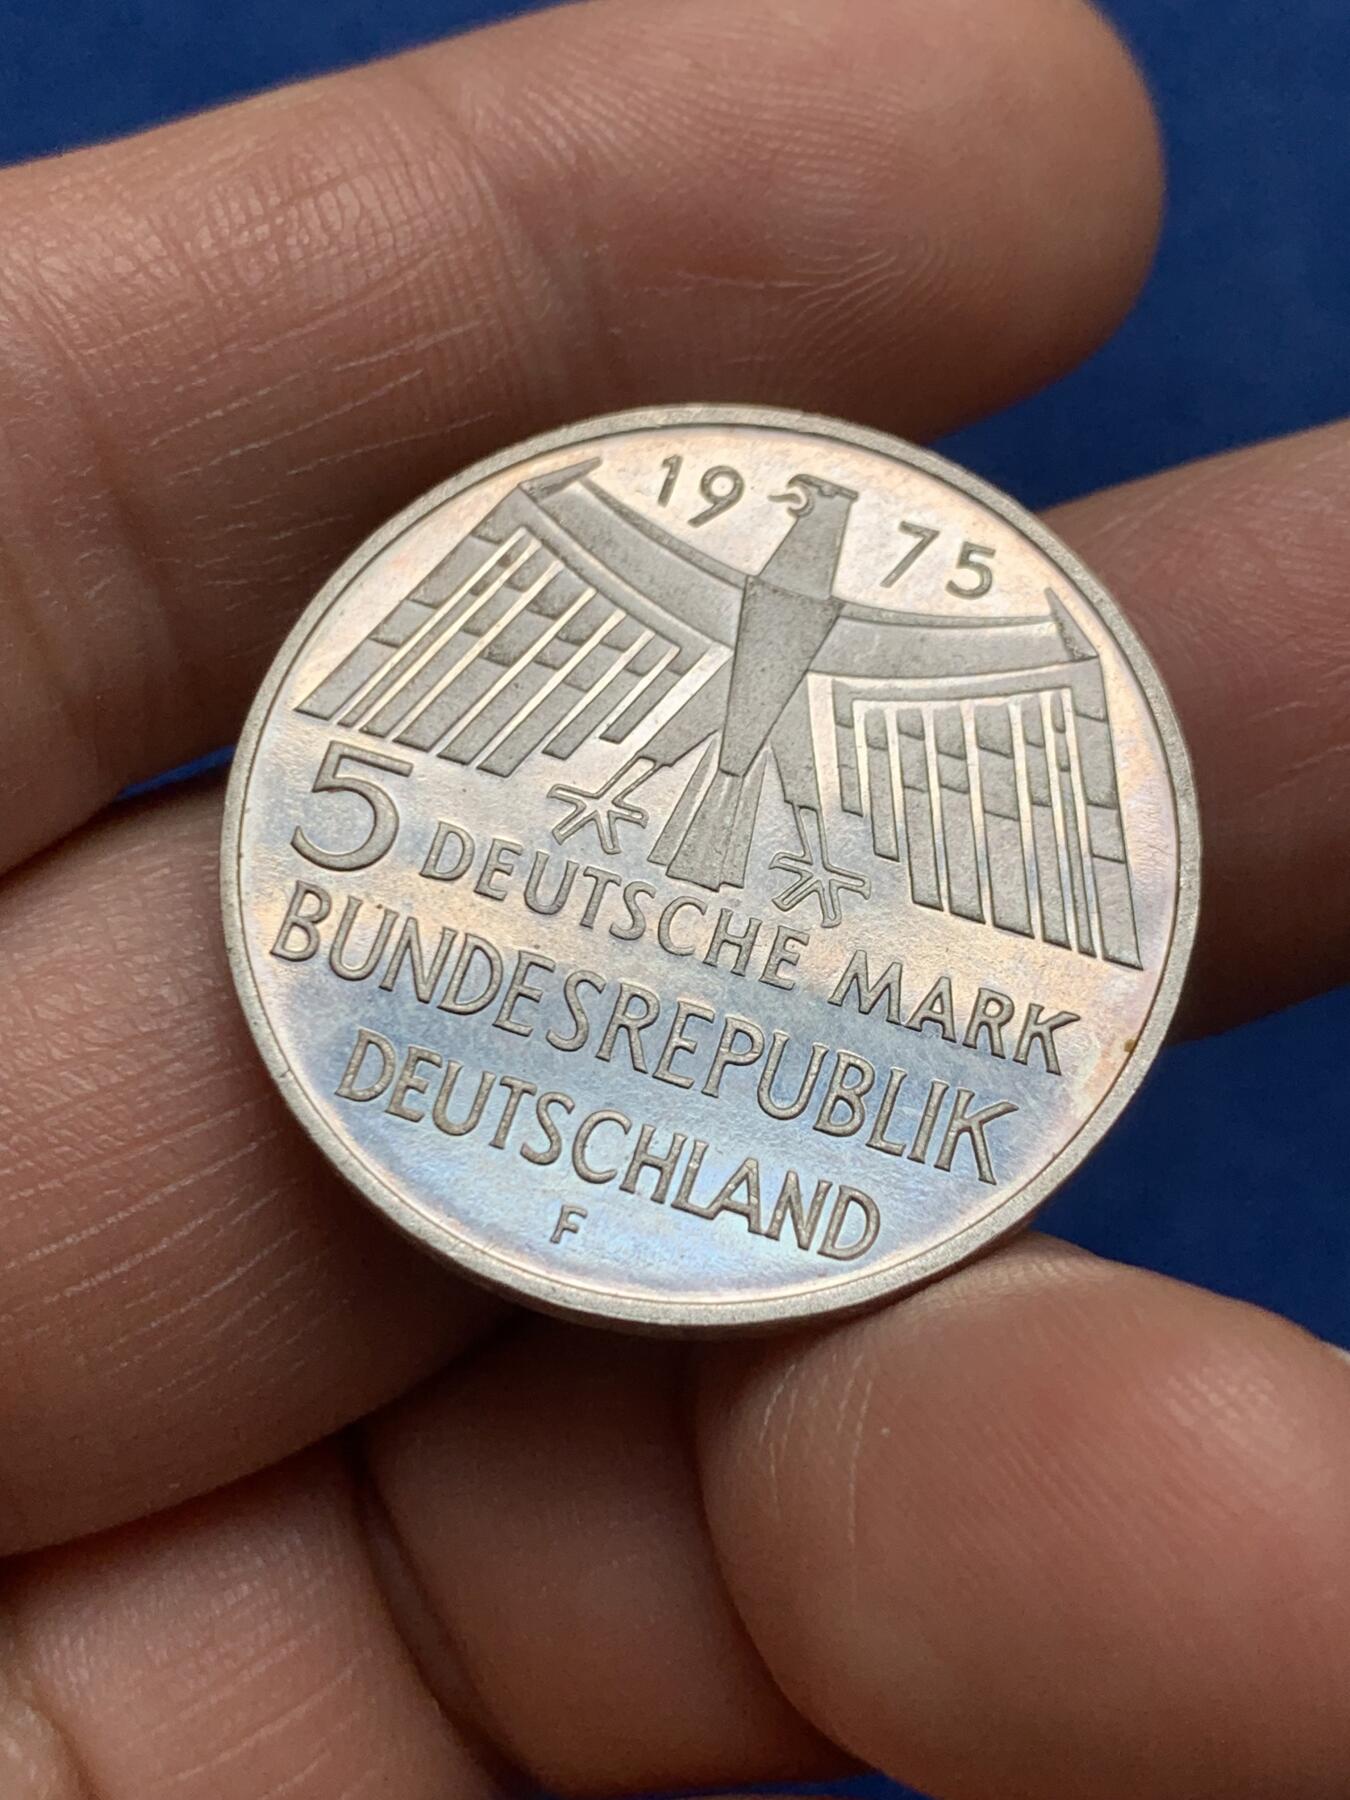 1975
5 DEUTSCHE MARK
BUNDESREPUBLIK
DEUTSCHLAND
F